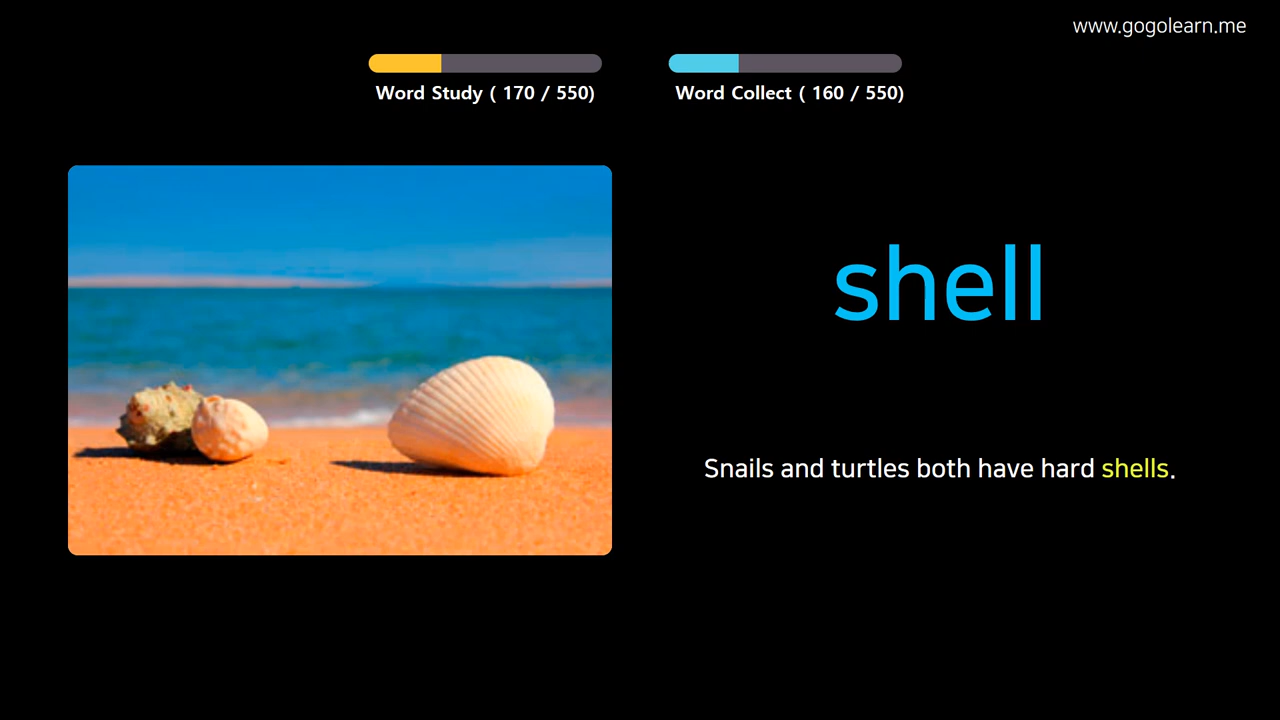 www.gogolearn.me
Word Study ( 170 / 550)
Word Collect ( 160 / 550)
shell
Snails and turtles both have hard shells.